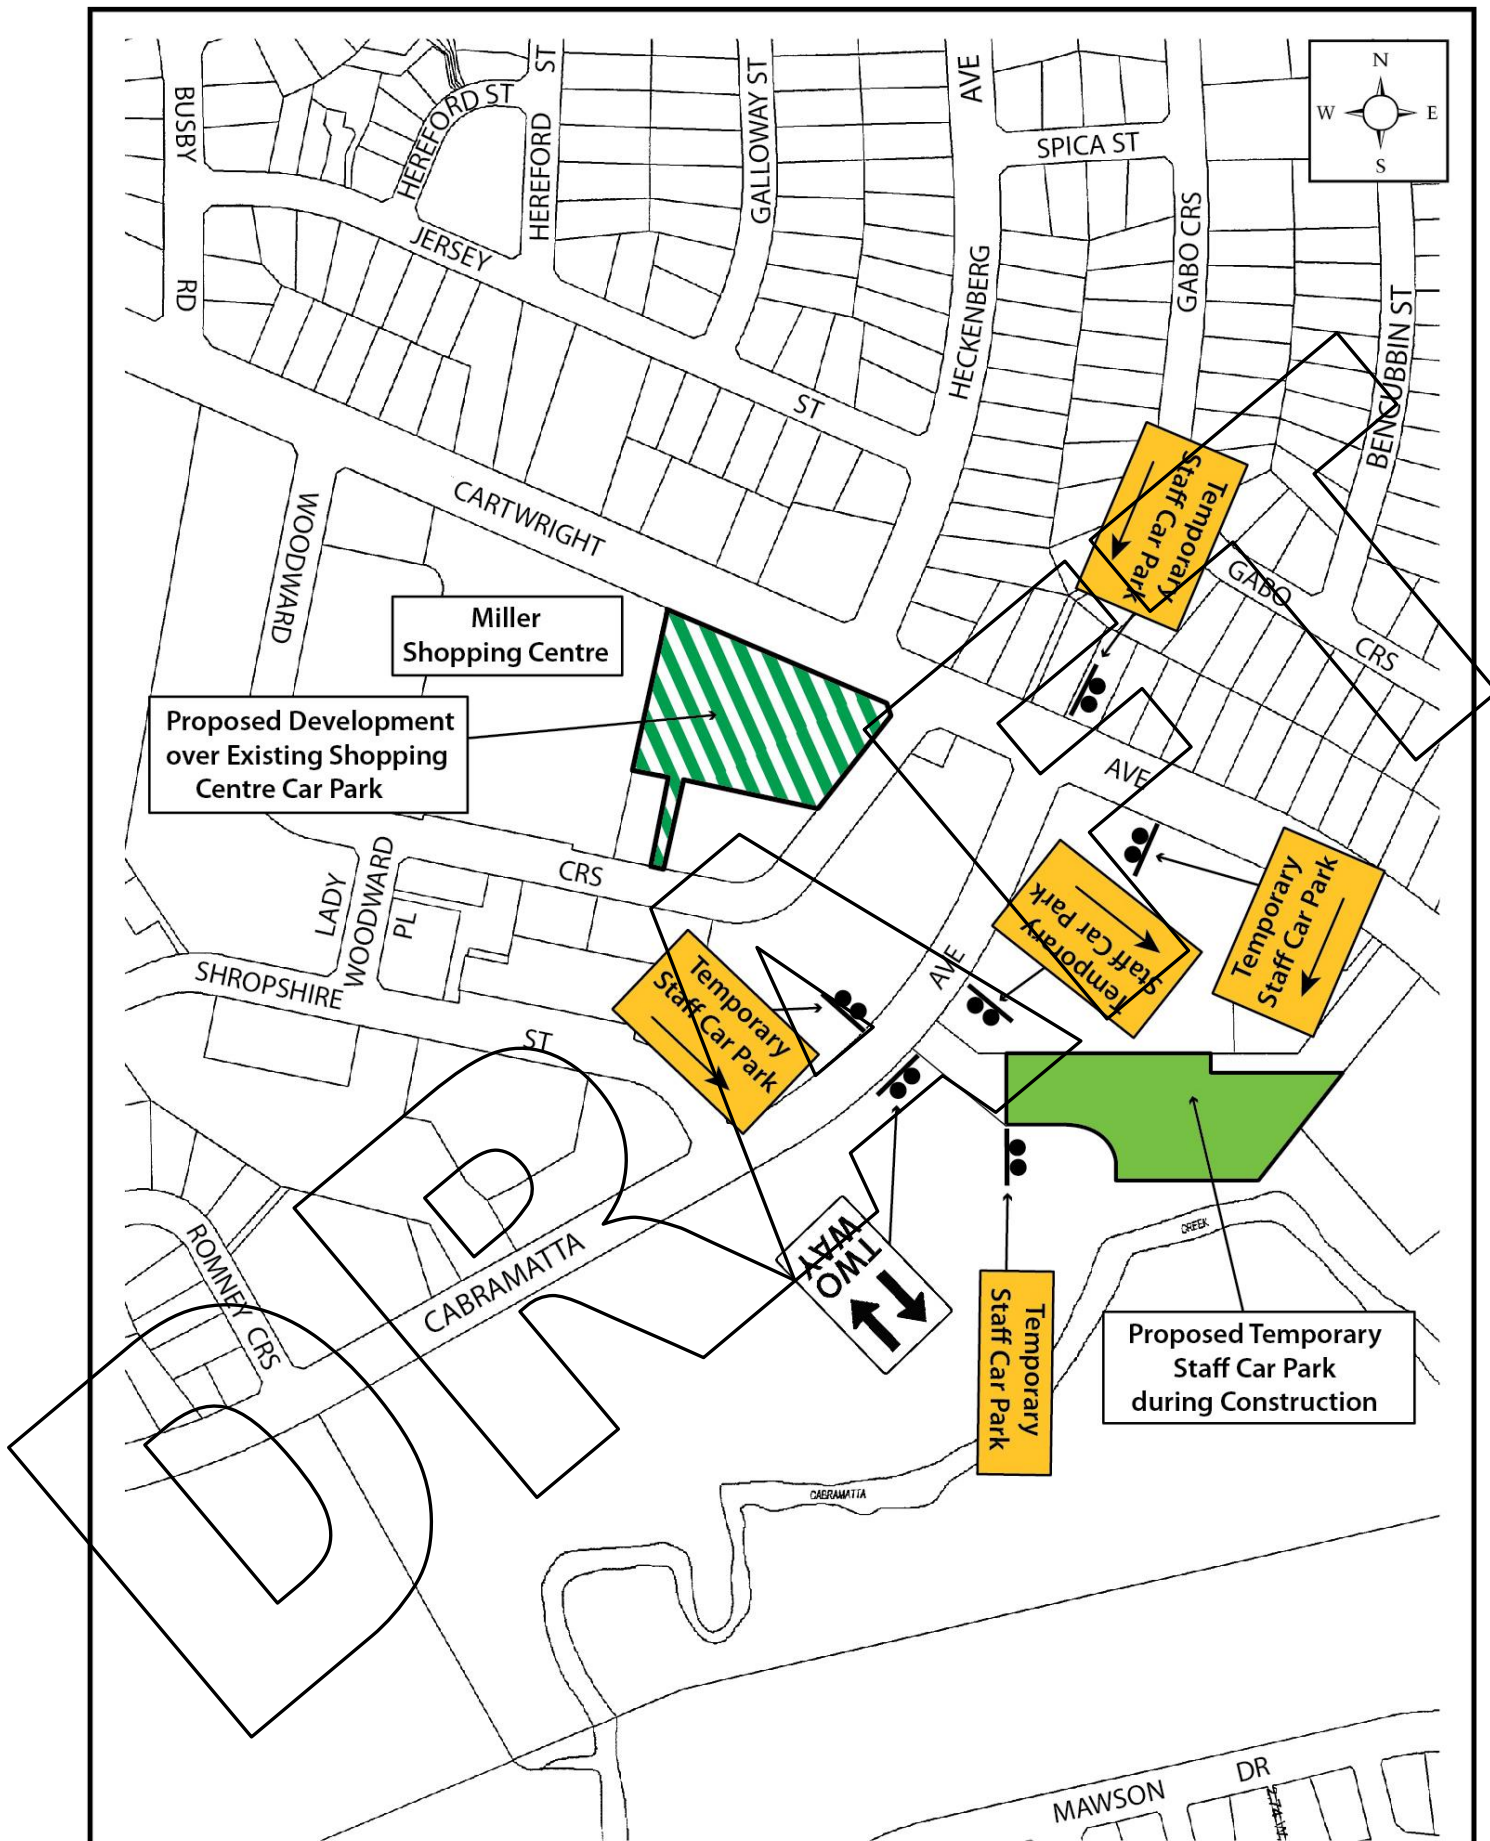 N
W E
S
BUSBY
RD
HEREFORD ST
HEREFORD
ST
GALLOWAY ST
AVE
HECKENBERG
SPICA ST
GABO CRS
BENCUBBIN ST
JERSEY
ST
CARTWRIGHT
WOODWARD
Temporary
Staff Car Park
GABO
CRS
Miller
Shopping Centre
Proposed Development
over Existing Shopping
Centre Car Park
AVE
CRS
LADY
WOODWARD
PL
Temporary
Staff Car Park
Temporary
Staff Car Park
AVE
SHROPSHIRE
ST
Temporary
Staff Car Park
ROMNEY CRS
CABRAMATTA
TWO
WAY
CREEK
Temporary
Staff Car Park
Proposed Temporary
Staff Car Park
during Construction
CABRAMATTA
MAWSON
DR
DRAFT